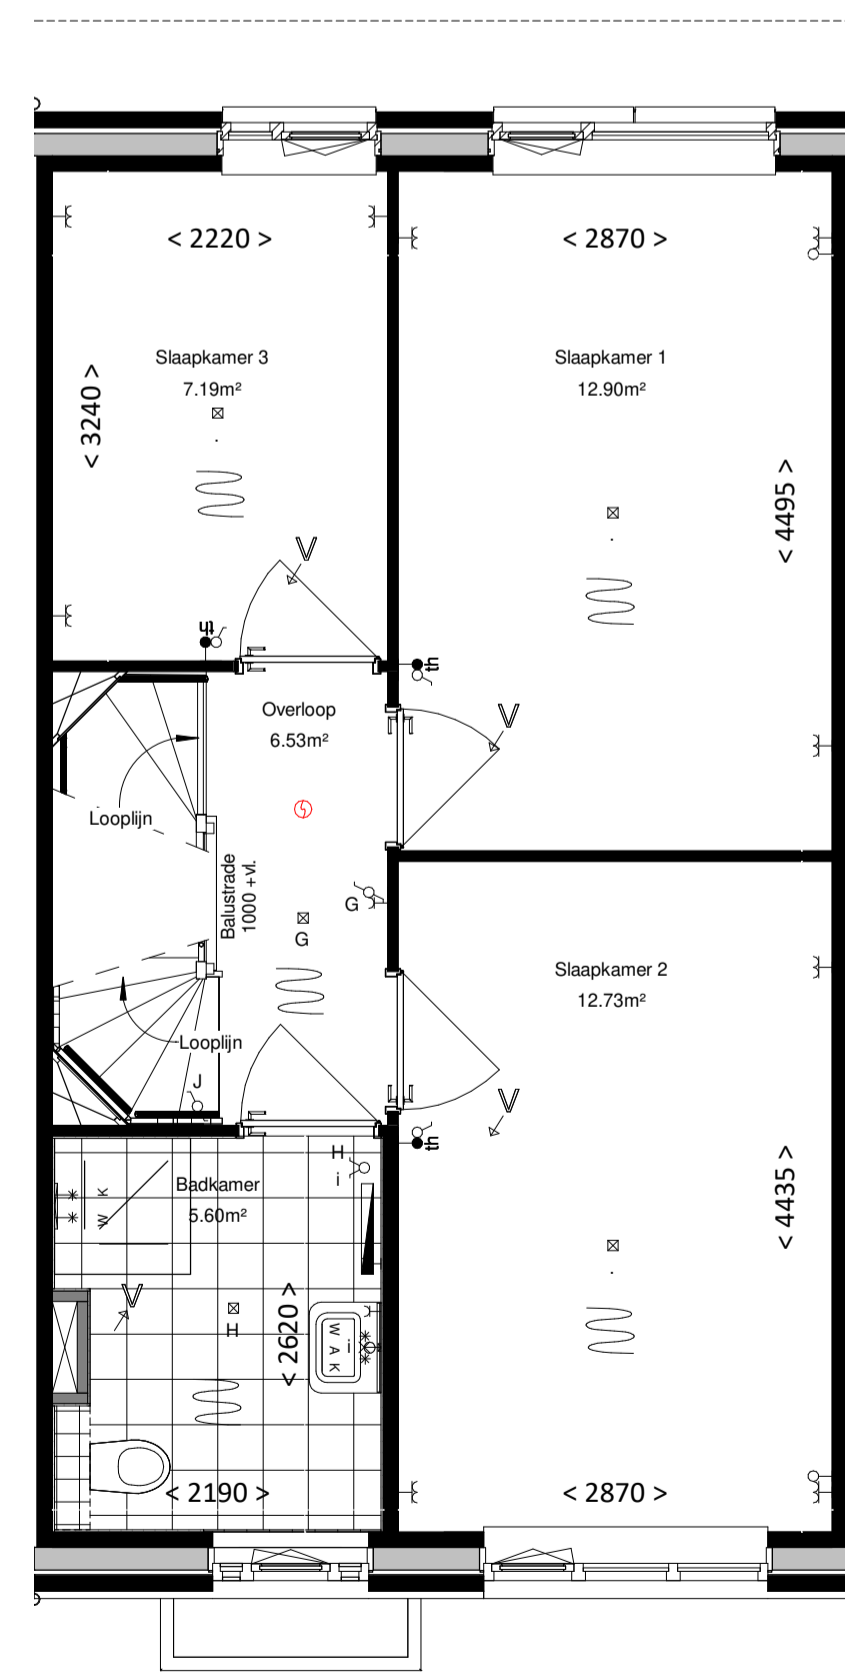 < 2220 >
< 2870 >
Slaapkamer 3
7.19m²
Slaapkamer 1
12.90m²
< 3240 >
< 4495 >
V
th
th
Overloop
6.53m²
V
Looplijn
Balustrade
1000 +vl.
G
G
Slaapkamer 2
12.73m²
Looplijn
J
V
th
H
i
Badkamer
5.60m²
K
W
< 4435 >
V
H
< 2620 >
i
W A K
< 2190 >
< 2870 >